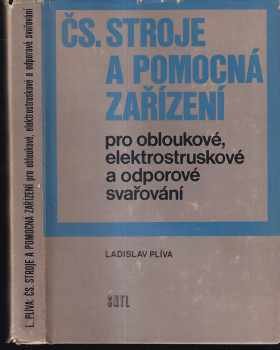 L. PLÍVA: ČS. STROJE A POMOCNÁ ZAŘÍZENÍ pro obloukové, elektrostruskové a odporové svařování
ČS. STROJE
A POMOCNÁ
ZAŘÍZENÍ
pro obloukové,
elektrostruskové
a odporové
svařování
LADISLAV PLÍVA
SNTL